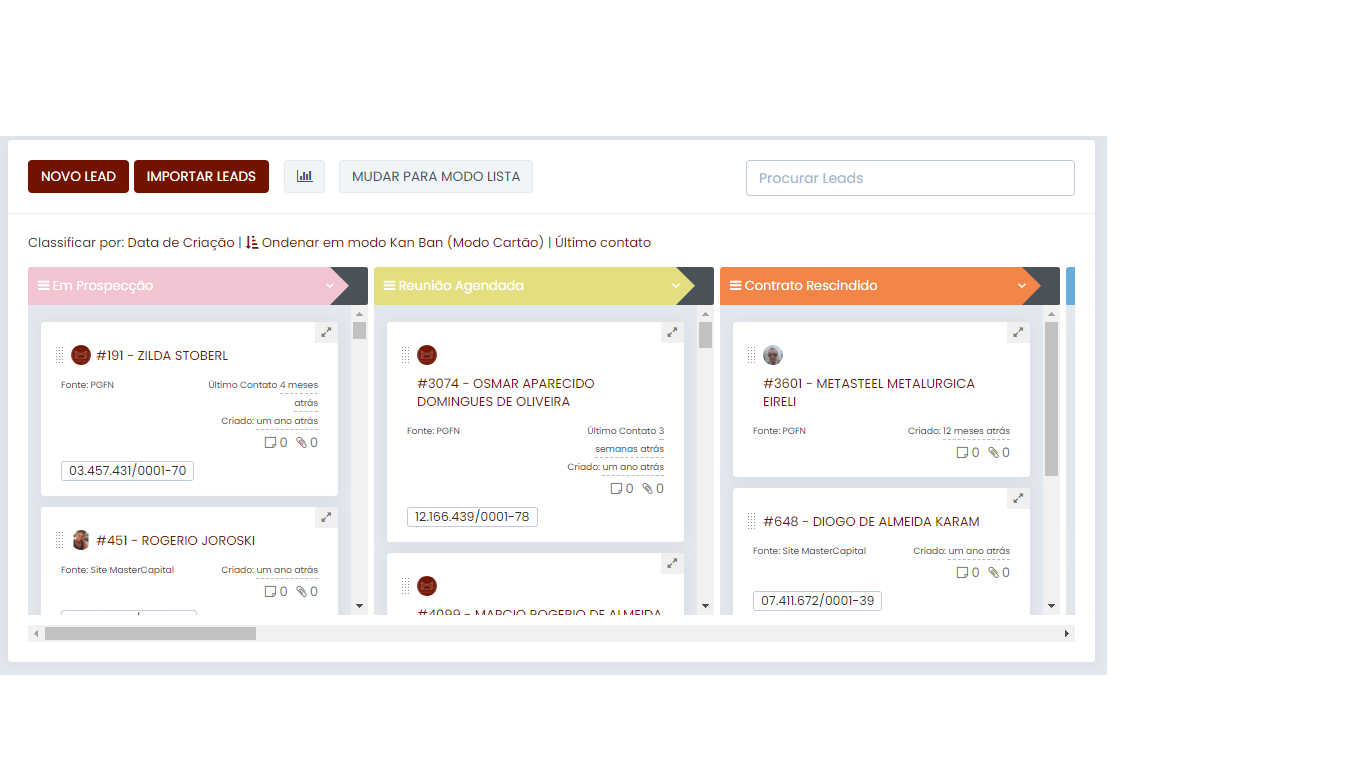 NOVO LEAD
IMPORTAR LEADS
MUDAR PARA MODO LISTA
Procurar Leads
Classificar por: Data de Criação | Ondenar em modo Kan Ban (Modo Cartão) | Último contato
Em Prospecção
#191 - ZILDA STOBERL
Fonte: PGFN
Último Contato 4 meses
atrás
Criado: um ano atrás
0 0
03.457.431/0001-70
#451 - ROGERIO JOROSKI
Fonte: Site MasterCapital
Criado: um ano atrás
0 0
Reunião Agendada
#3074 - OSMAR APARECIDO
DOMINGUES DE OLIVEIRA
Fonte: PGFN
Último Contato 3
semanas atrás
Criado: um ano atrás
0 0
12.166.439/0001-78
#4099 - MARCIO ROGERIO DE ALMEIDA
Contrato Rescindido
#3601 - METASTEEL METALURGICA
EIRELI
Fonte: PGFN
Criado: 12 meses atrás
0 0
#648 - DIOGO DE ALMEIDA KARAM
Fonte: Site MasterCapital
Criado: um ano atrás
0 0
07.411.672/0001-39